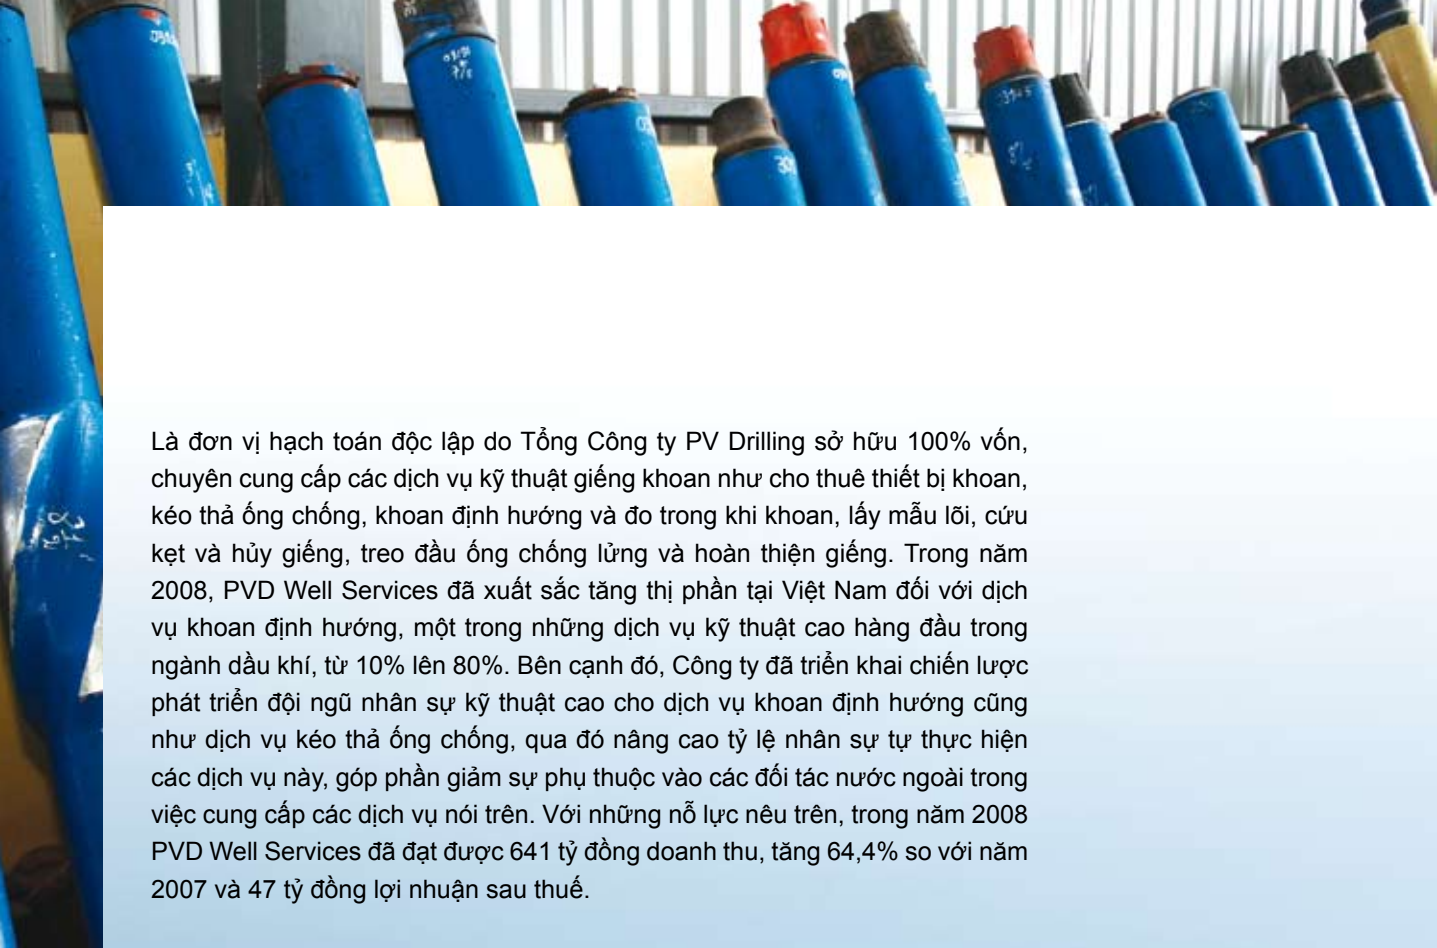 Là đơn vị hạch toán độc lập do Tổng Công ty PV Drilling sở hữu 100% vốn,
chuyên cung cấp các dịch vụ kỹ thuật giếng khoan như cho thuê thiết bị khoan,
kéo thả ống chống, khoan định hướng và đo trong khi khoan, lấy mẫu lõi, cứu
kẹt và hủy giếng, treo đầu ống chống lửng và hoàn thiện giếng. Trong năm
2008, PVD Well Services đã xuất sắc tăng thị phần tại Việt Nam đối với dịch
vụ khoan định hướng, một trong những dịch vụ kỹ thuật cao hàng đầu trong
ngành dầu khí, từ 10% lên 80%. Bên cạnh đó, Công ty đã triển khai chiến lược
phát triển đội ngũ nhân sự kỹ thuật cao cho dịch vụ khoan định hướng cũng
như dịch vụ kéo thả ống chống, qua đó nâng cao tỷ lệ nhân sự tự thực hiện
các dịch vụ này, góp phần giảm sự phụ thuộc vào các đối tác nước ngoài trong
việc cung cấp các dịch vụ nói trên. Với những nỗ lực nêu trên, trong năm 2008
PVD Well Services đã đạt được 641 tỷ đồng doanh thu, tăng 64,4% so với năm
2007 và 47 tỷ đồng lợi nhuận sau thuế.